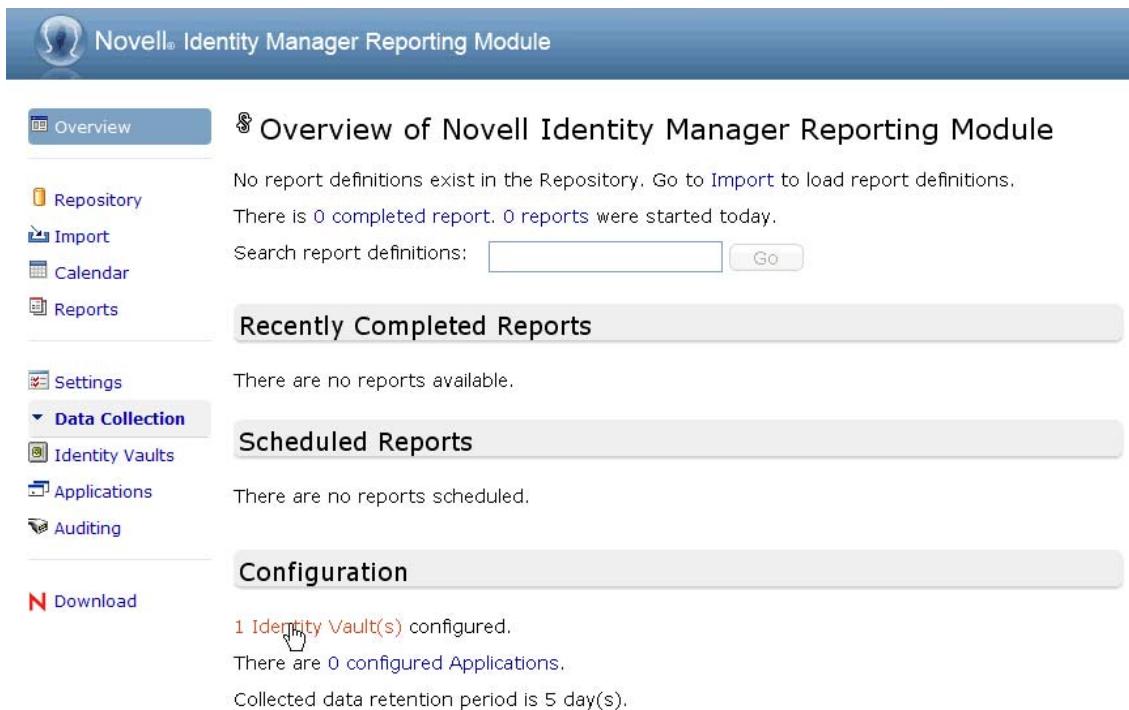 Novell® Identity Manager Reporting Module
Overview
Repository
Import
Calendar
Reports
Settings
Data Collection
Identity Vaults
Applications
Auditing
N Download
Overview of Novell Identity Manager Reporting Module
No report definitions exist in the Repository. Go to Import to load report definitions.
There is 0 completed report. 0 reports were started today.
Search report definitions:
Go
Recently Completed Reports
There are no reports available.
Scheduled Reports
There are no reports scheduled.
Configuration
1 Identity Vault(s) configured.
There are 0 configured Applications.
Collected data retention period is 5 day(s).